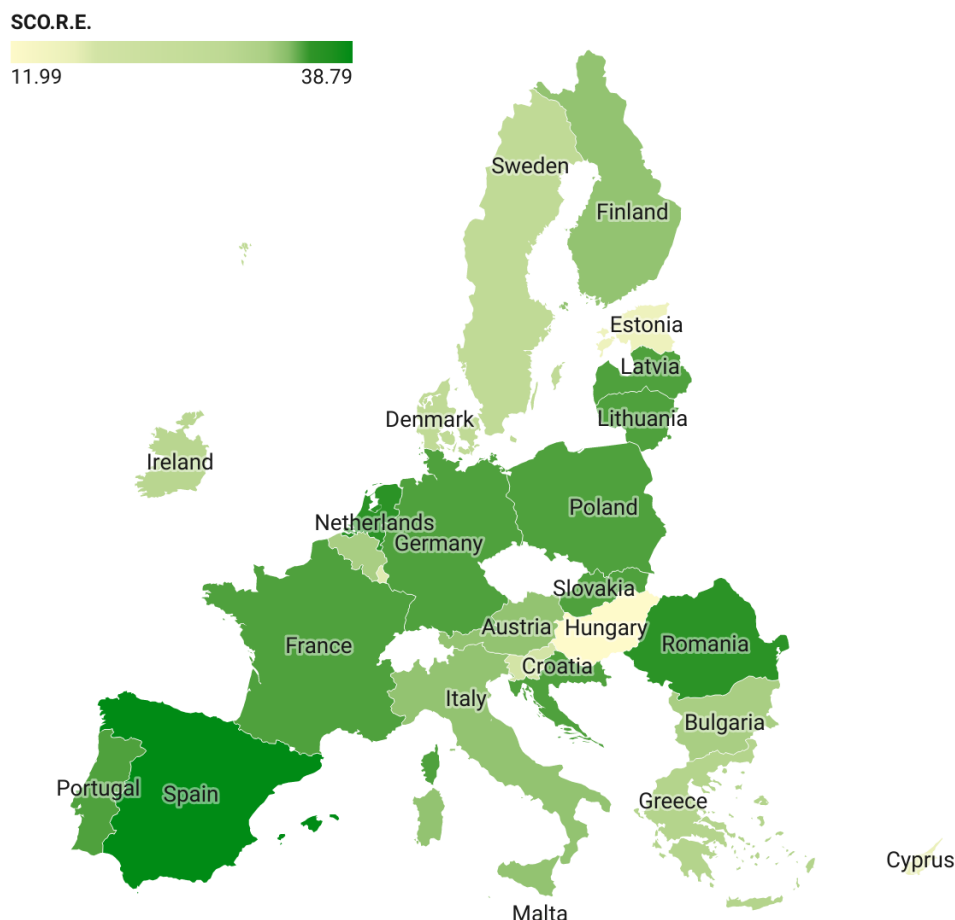 SCO.R.E.
11.99 38.79
Sweden
Finland
Estonia
Latvia
Lithuania
Denmark
Ireland
Poland
Netherlands
Germany
Slovakia
Austria
Hungary
France
Romania
Croatia
Italy
Bulgaria
Portugal
Spain
Greece
Cyprus
Malta